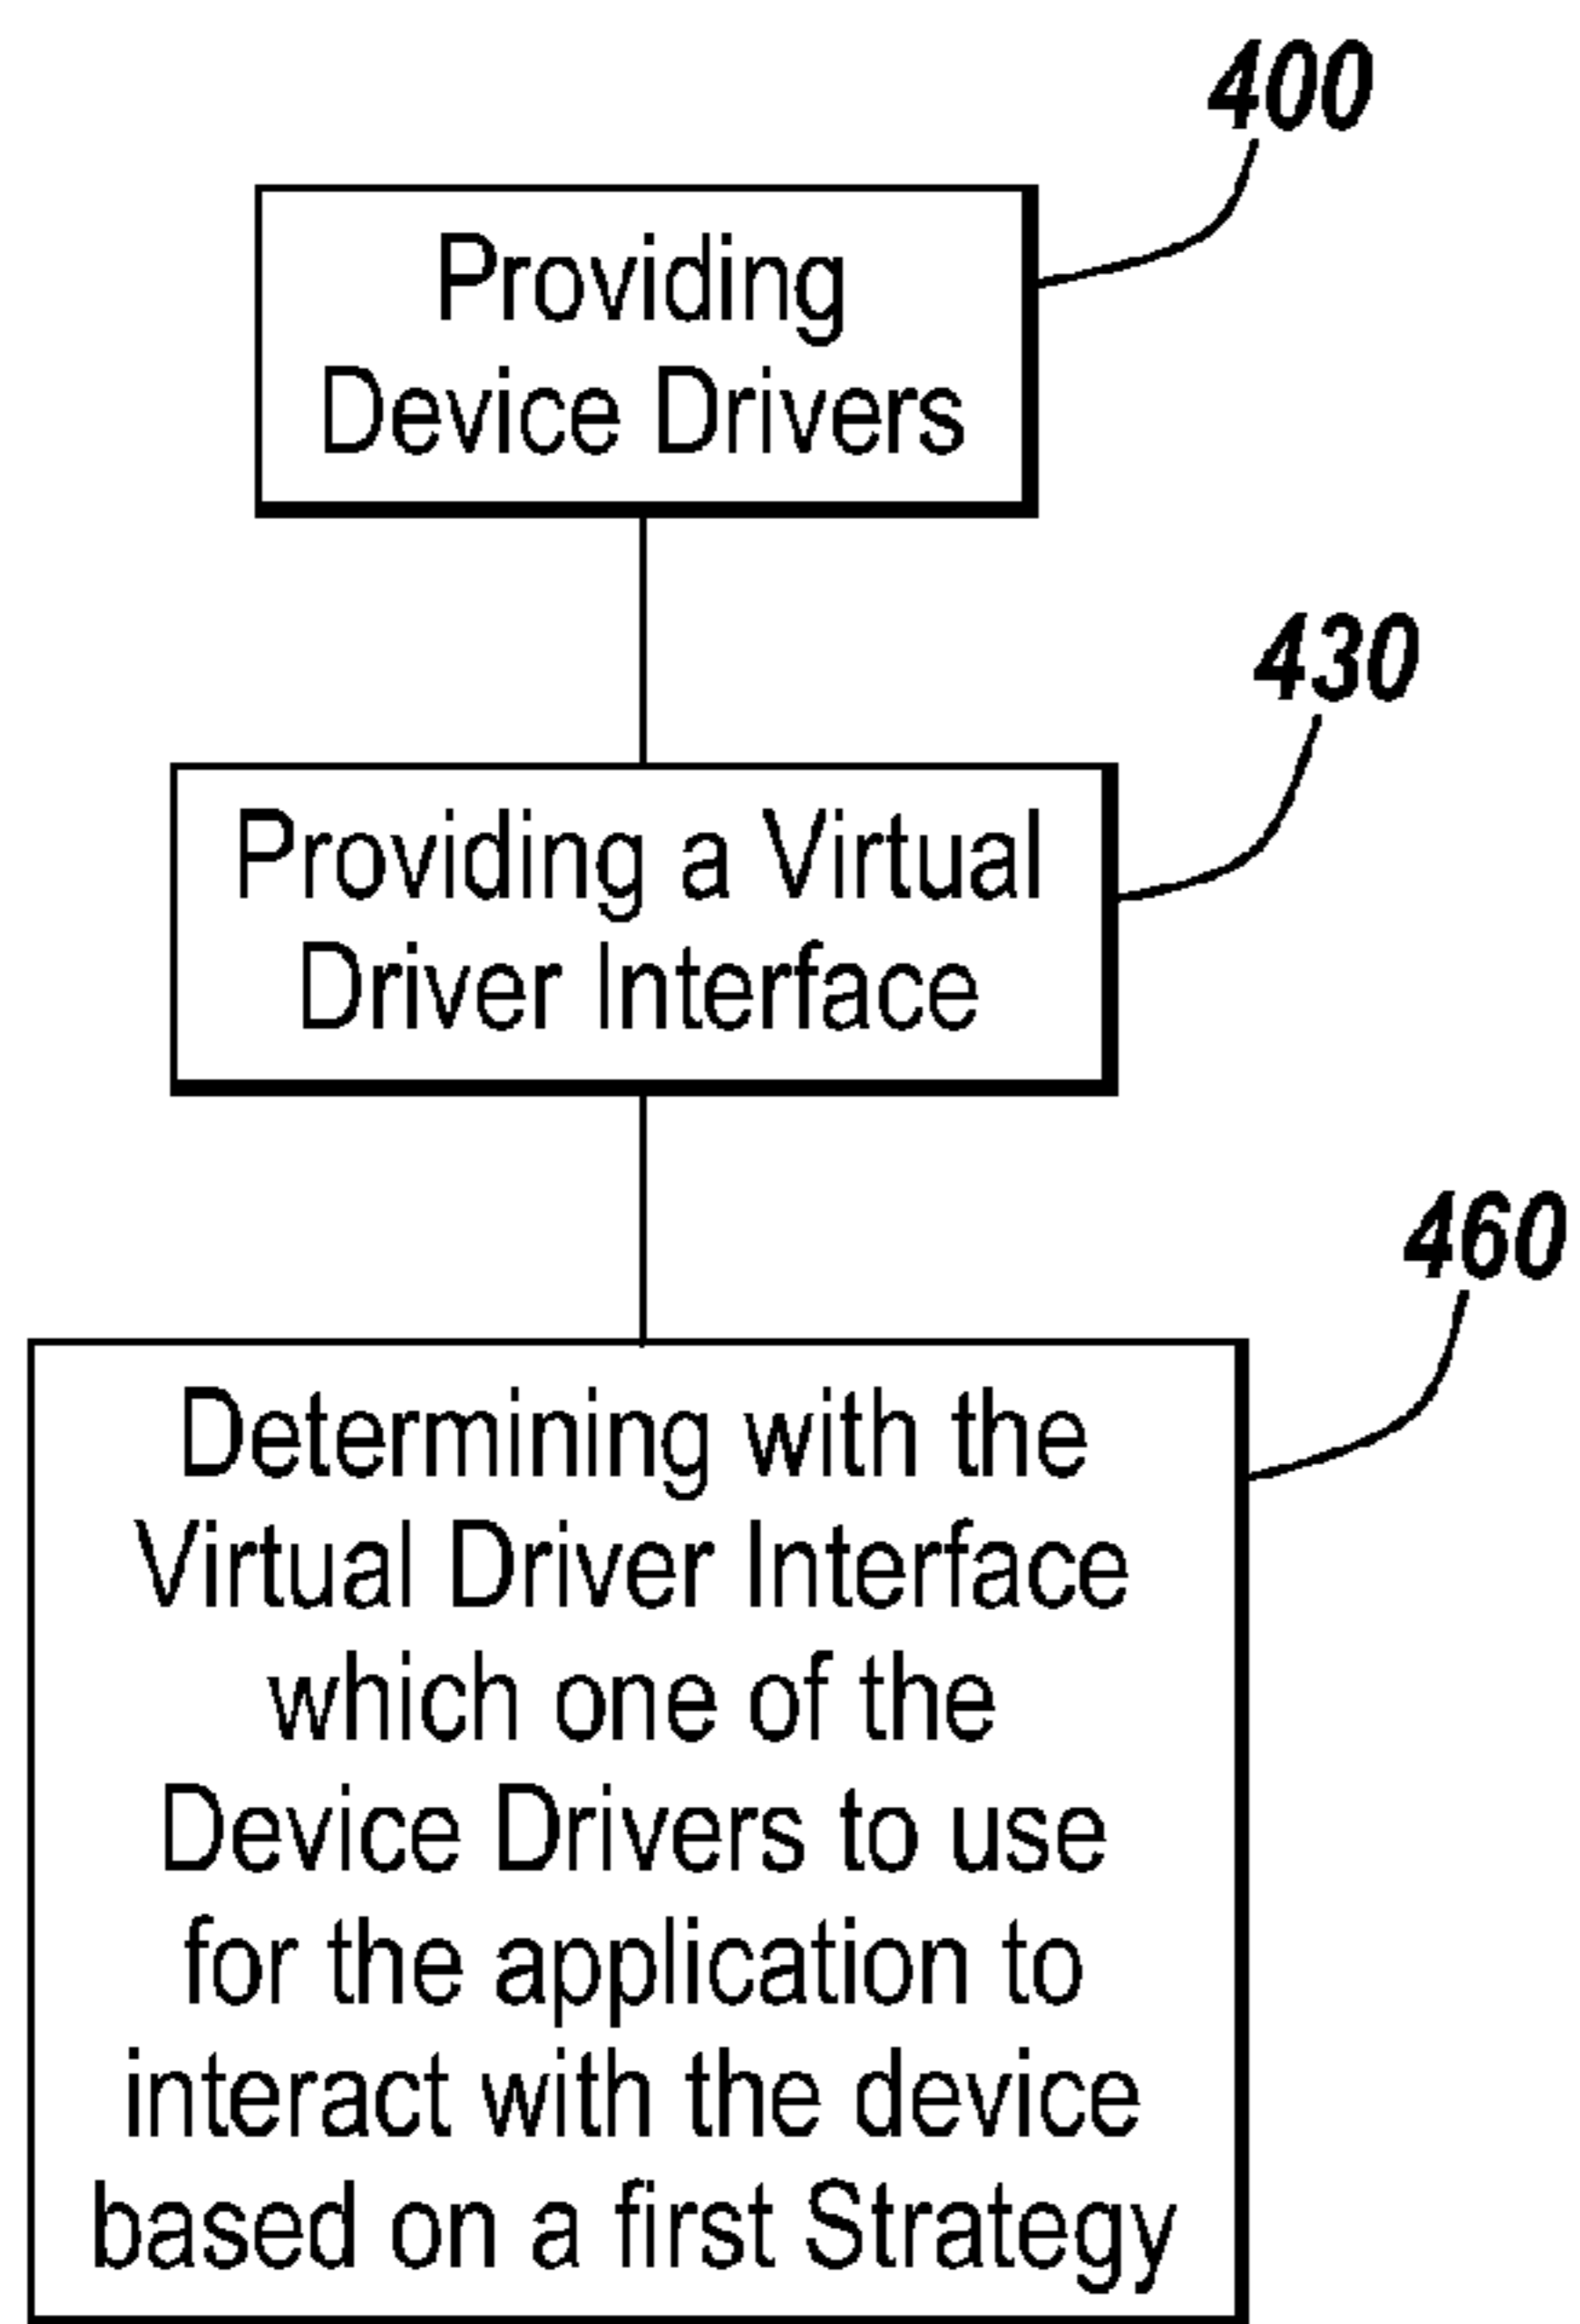 400
Providing
Device Drivers
430
Providing a Virtual
Driver Interface
460
Determining with the
Virtual Driver Interface
which one of the
Device Drivers to use
for the application to
interact with the device
based on a first Strategy